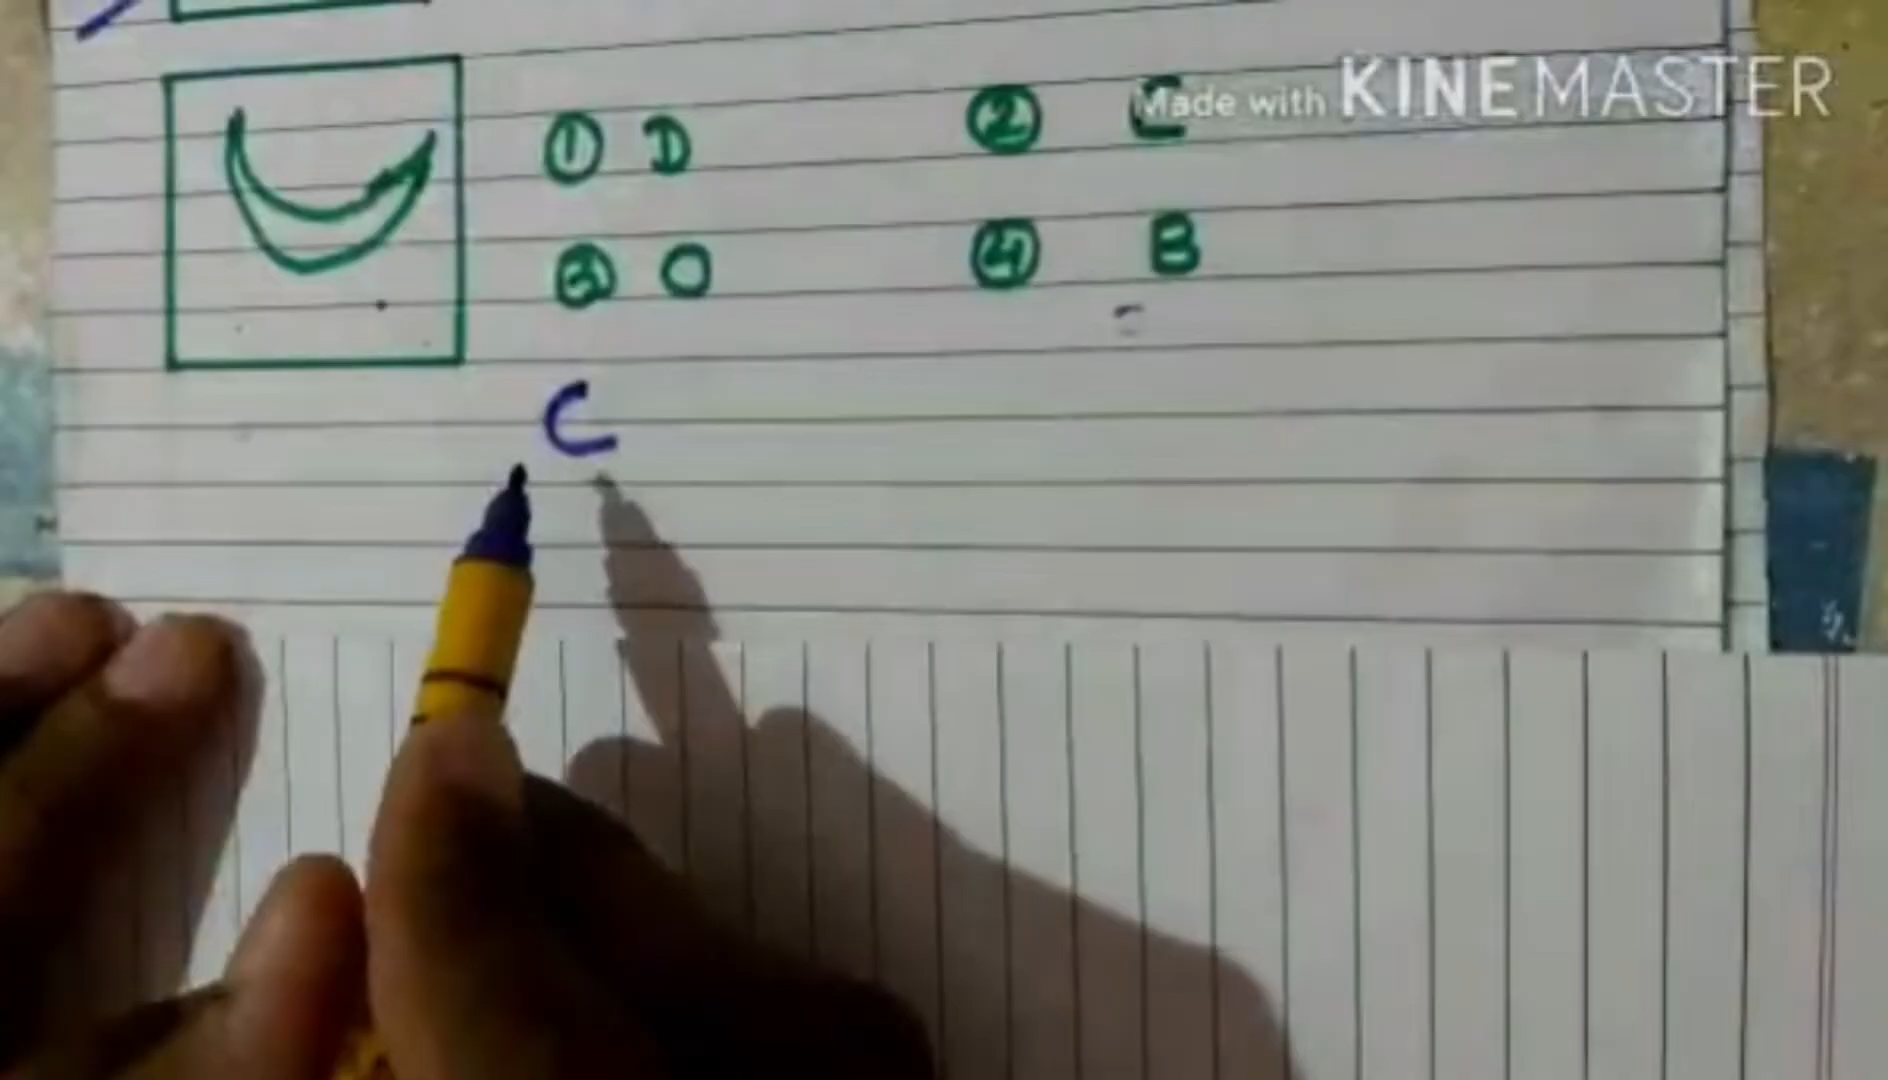 Made with KINEMASTER
① D ② C
③ O ④ B
C